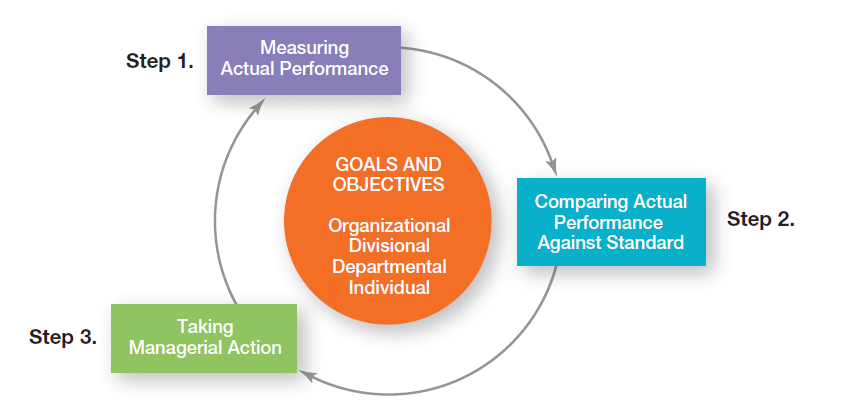 Step 1.
Measuring
Actual Performance
GOALS AND
OBJECTIVES
Organizational
Divisional
Departmental
Individual
Comparing Actual
Performance
Against Standard
Step 2.
Step 3.
Taking
Managerial Action